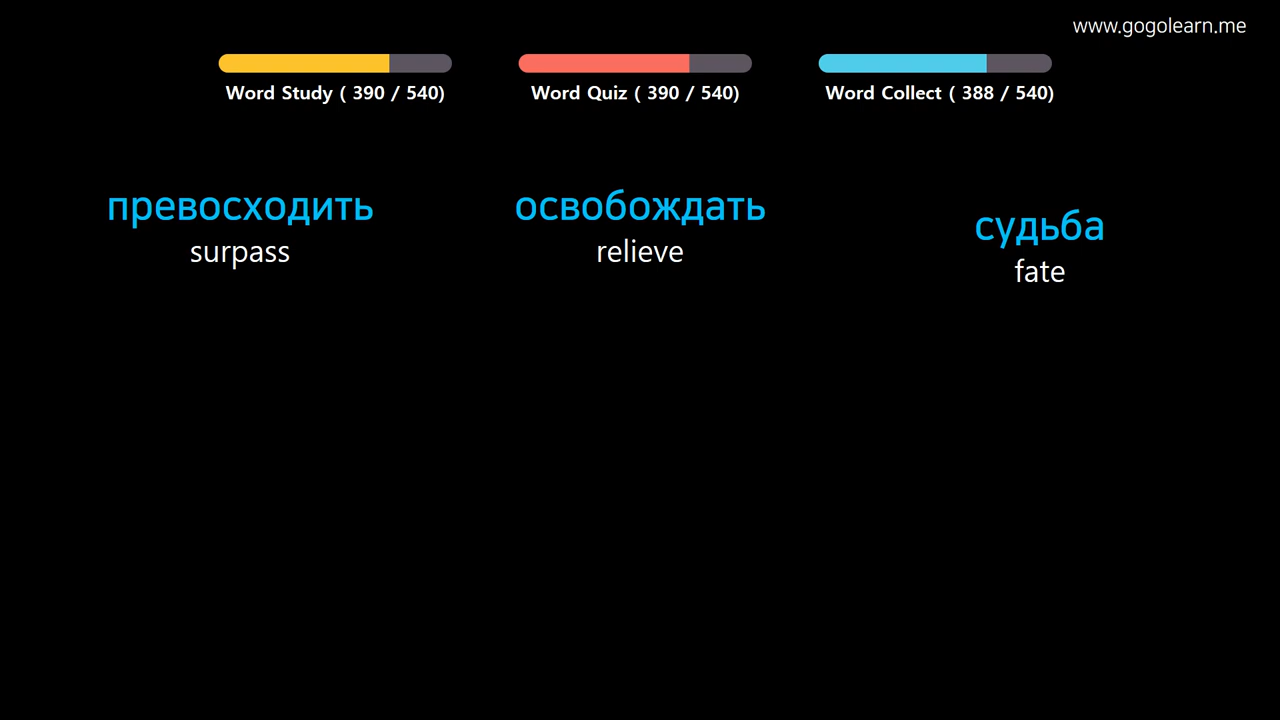 www.gogolearn.me
Word Study ( 390 / 540)
Word Quiz ( 390 / 540)
Word Collect ( 388 / 540)
превосходить
surpass
освобождать
relieve
судьба
fate